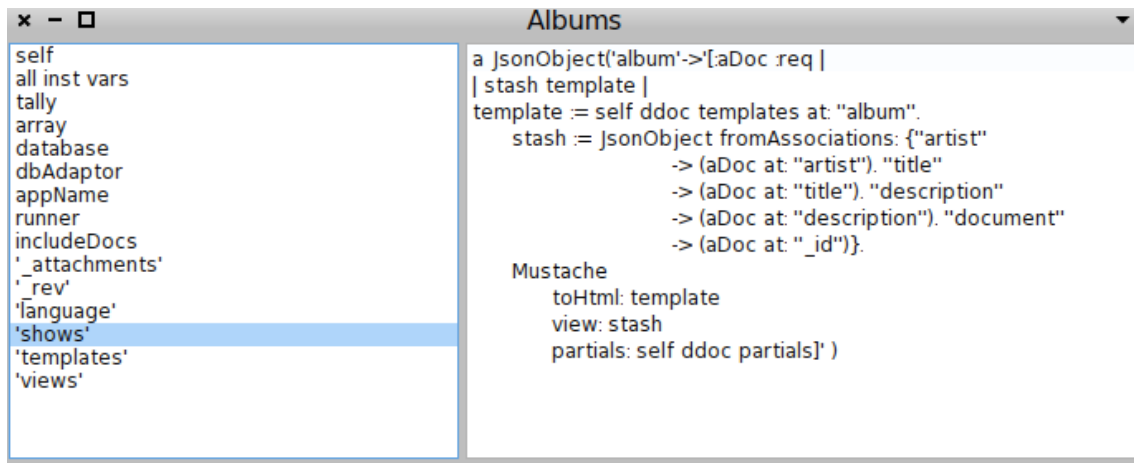 Albums
self
all inst vars
tally
array
database
dbAdaptor
appName
runner
includeDocs
'_attachments'
'_rev'
'language'
'shows'
'templates'
'views'
a JsonObject('album'->'[:aDoc :req |
| stash template |
template := self ddoc templates at: ''album''.
stash := JsonObject fromAssociations: {''artist''
-> (aDoc at: ''artist''). ''title''
-> (aDoc at: ''title''). ''description''
-> (aDoc at: ''description''). ''document''
-> (aDoc at: ''_id'')}.
Mustache
toHtml: template
view: stash
partials: self ddoc partials]' )